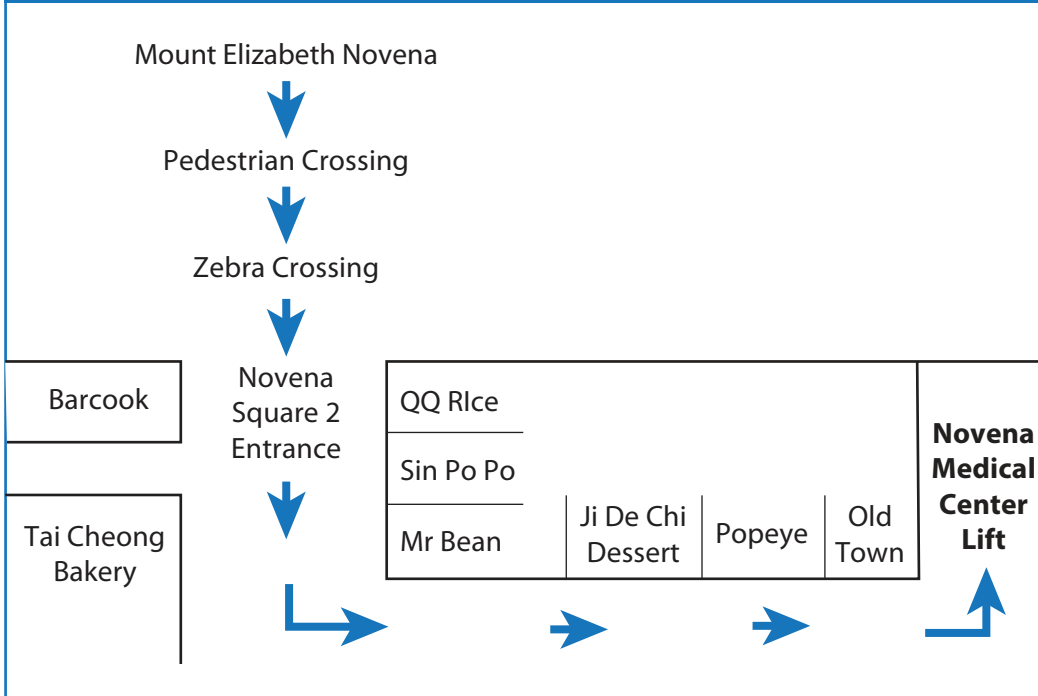 Mount Elizabeth Novena
Pedestrian Crossing
Zebra Crossing
Barcook
Novena
Square 2
Entrance
QQ RIce
Sin Po Po
Mr Bean
Tai Cheong
Bakery
Ji De Chi
Dessert
Popeye
Old
Town
Novena
Medical
Center
Lift